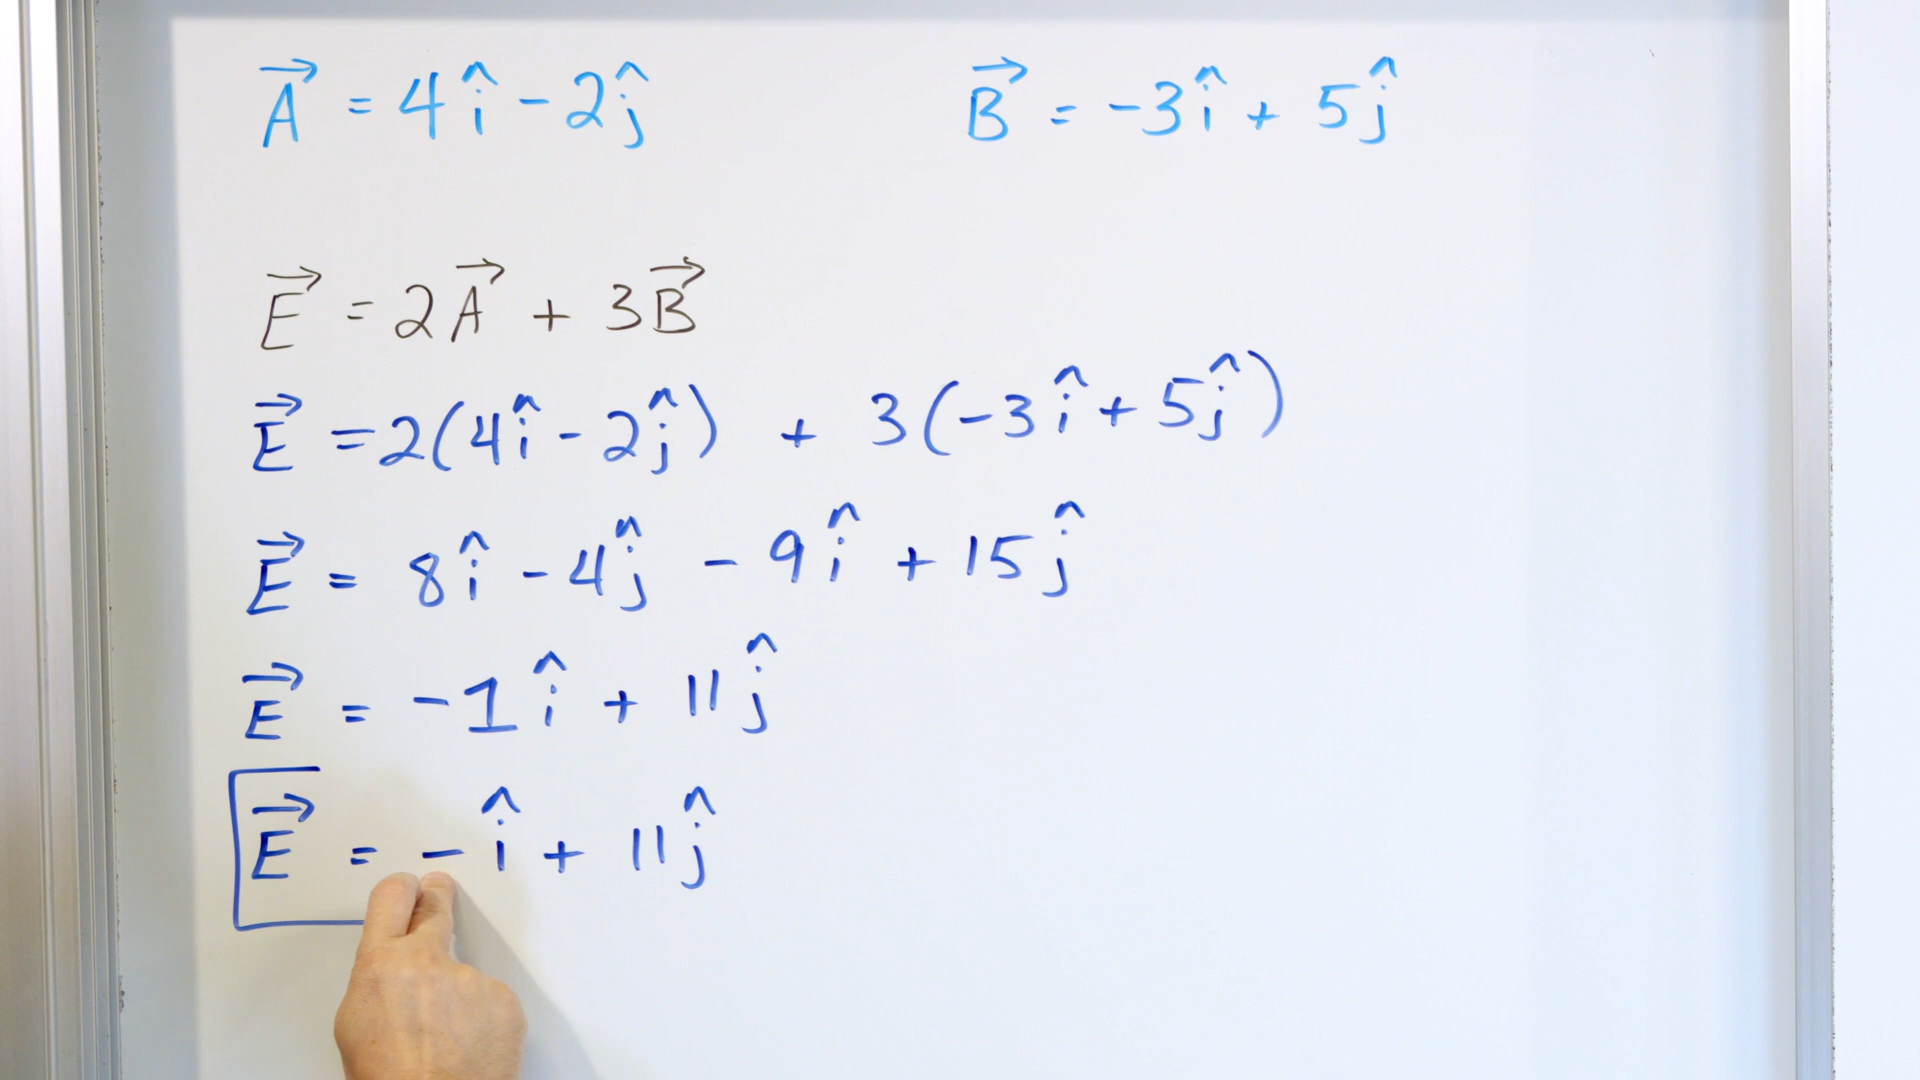 A⃗ = 4î - 2ĵ    B⃗ = -3î + 5ĵ
E⃗ = 2A⃗ + 3B⃗
E⃗ = 2(4î - 2ĵ) + 3(-3î + 5ĵ)
E⃗ = 8î - 4ĵ - 9î + 15ĵ
E⃗ = -1î + 11ĵ
E⃗ = -î + 11ĵ